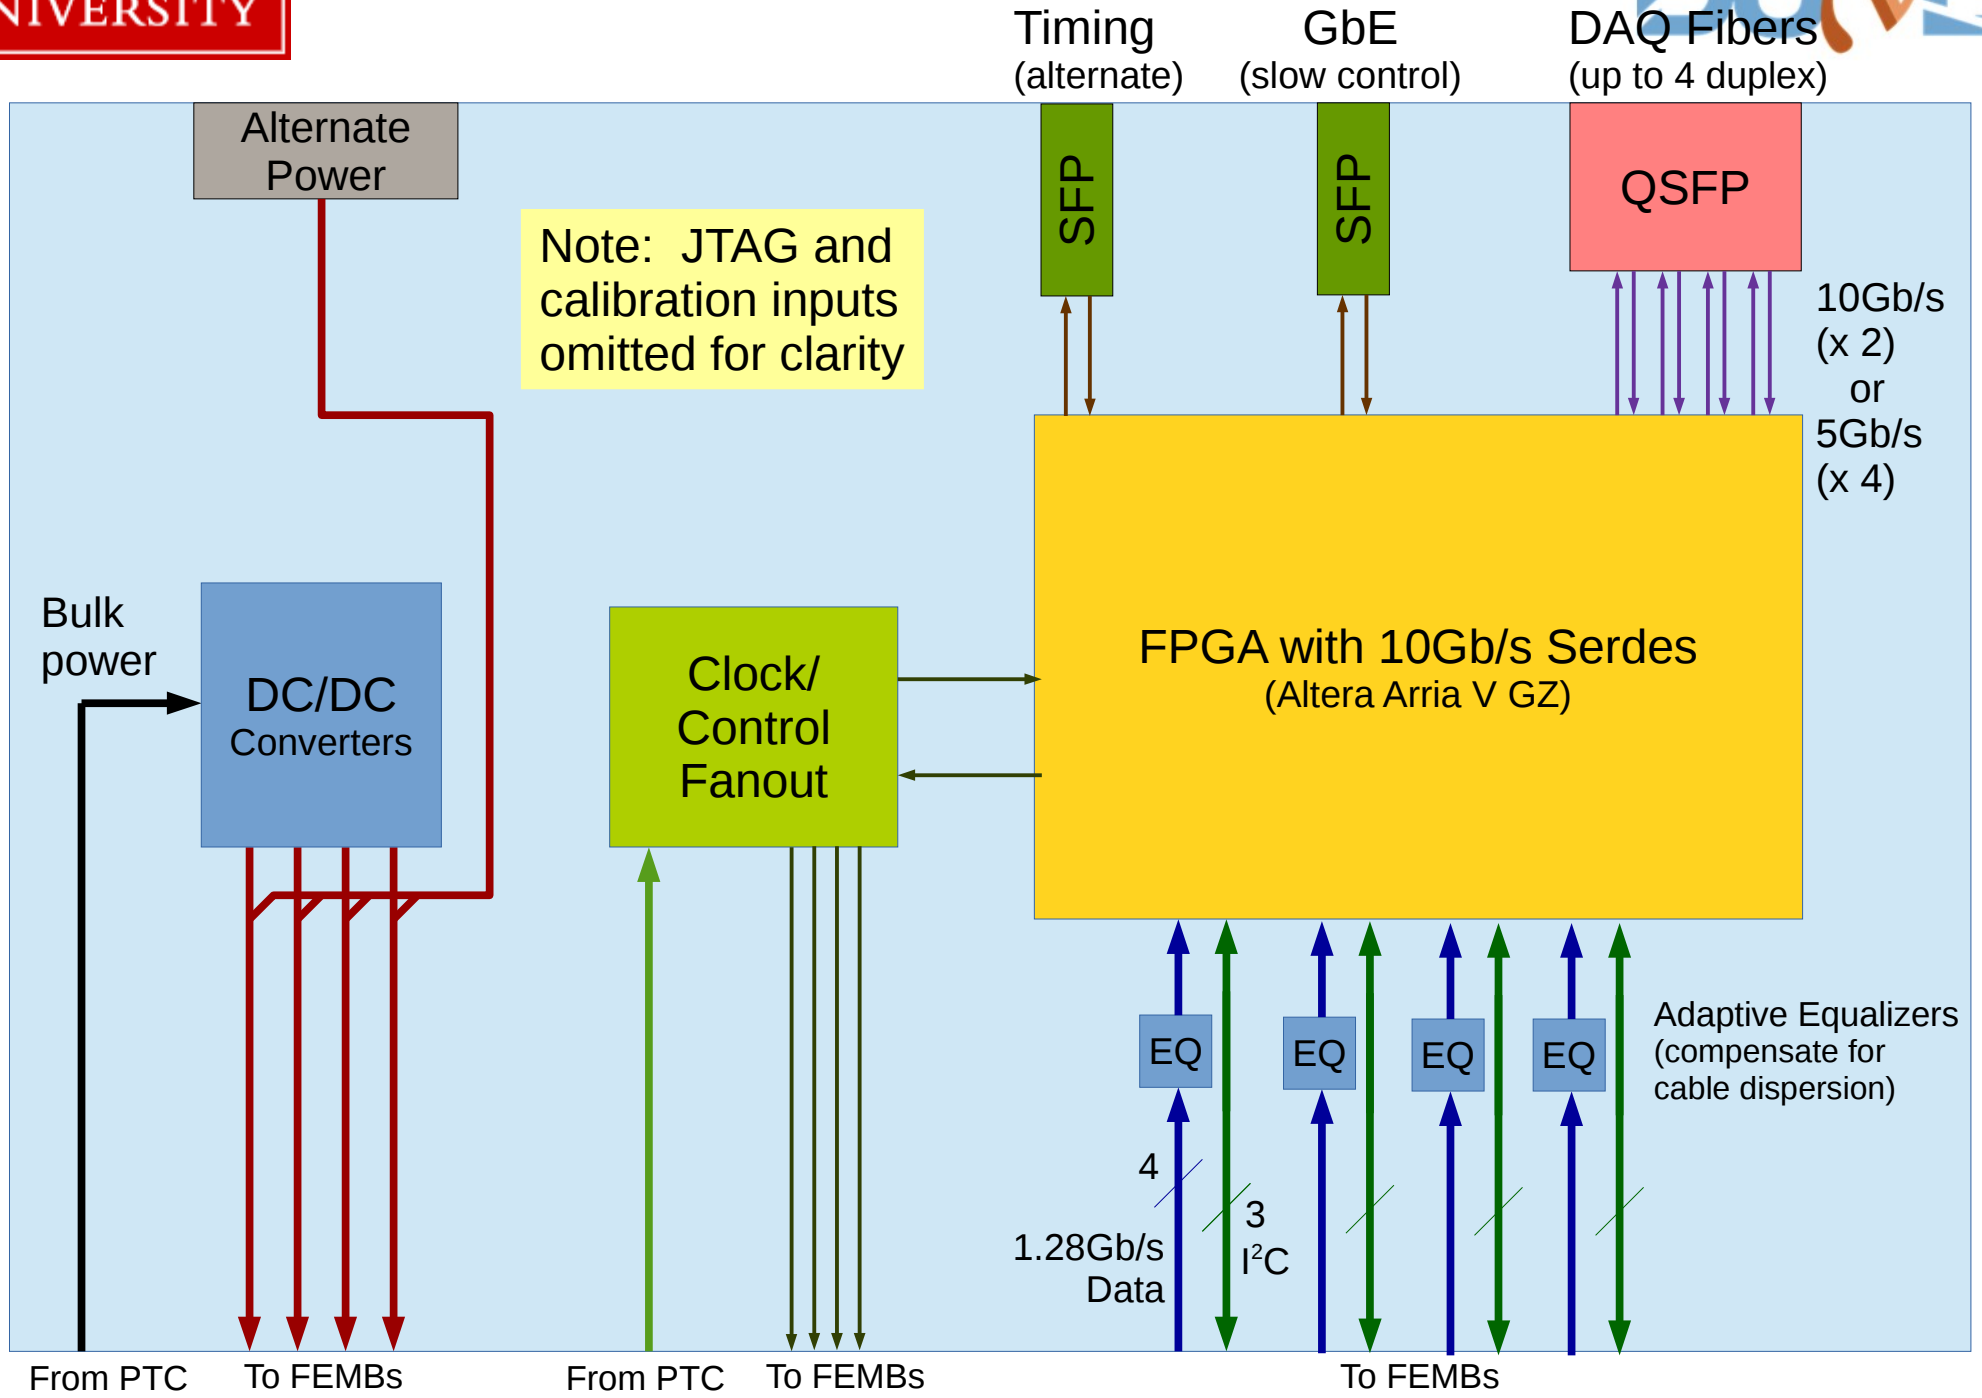 NIVERSITY
Timing
(alternate)
GbE
(slow control)
DAQ Fibers
(up to 4 duplex)
Alternate
Power
SFP
SFP
QSFP
Note:  JTAG and
calibration inputs
omitted for clarity
10Gb/s
(x 2)
or
5Gb/s
(x 4)
Bulk
power
DC/DC
Converters
Clock/
Control
Fanout
FPGA with 10Gb/s Serdes
(Altera Arria V GZ)
EQ
EQ
EQ
EQ
Adaptive Equalizers
(compensate for
cable dispersion)
4
3
I²C
1.28Gb/s
Data
From PTC
To FEMBs
From PTC
To FEMBs
To FEMBs